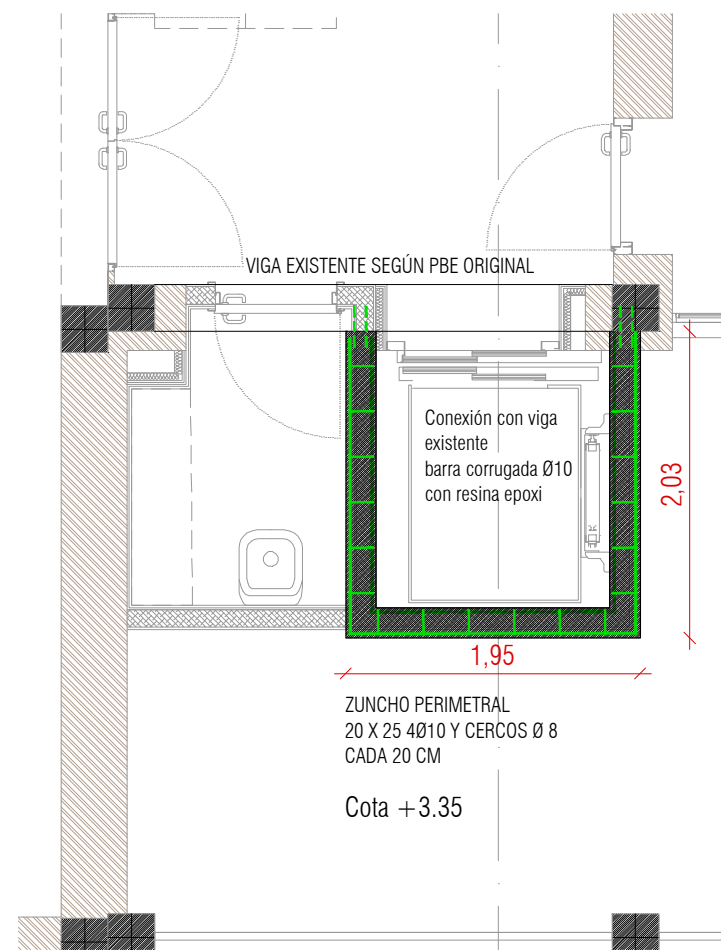 VIGA EXISTENTE SEGÚN PBE ORIGINAL
Conexión con viga
existente
barra corrugada Ø10
con resina epoxi
2,03
1,95
ZUNCHO PERIMETRAL
20 X 25 4Ø10 Y CERCOS Ø 8
CADA 20 CM
Cota +3.35